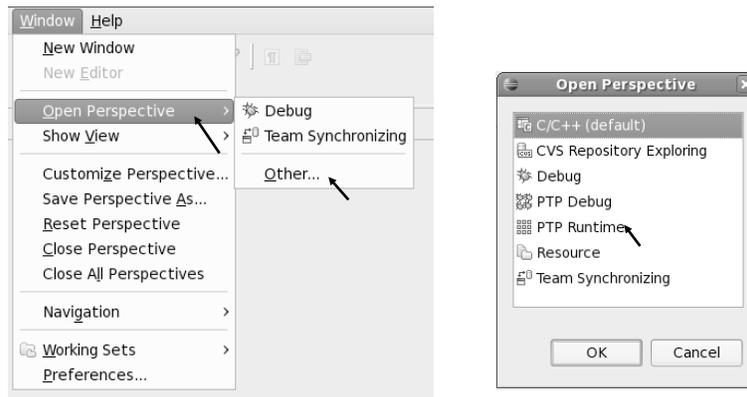 Window Help
New Window
New Editor
Open Perspective
Show View
Customize Perspective...
Save Perspective As...
Reset Perspective
Close Perspective
Close All Perspectives
Navigation
Working Sets
Preferences...
Debug
Team Synchronizing
Other...
Open Perspective
C/C++ (default)
CVS Repository Exploring
Debug
PTP Debug
PTP Runtime
Resource
Team Synchronizing
OK Cancel